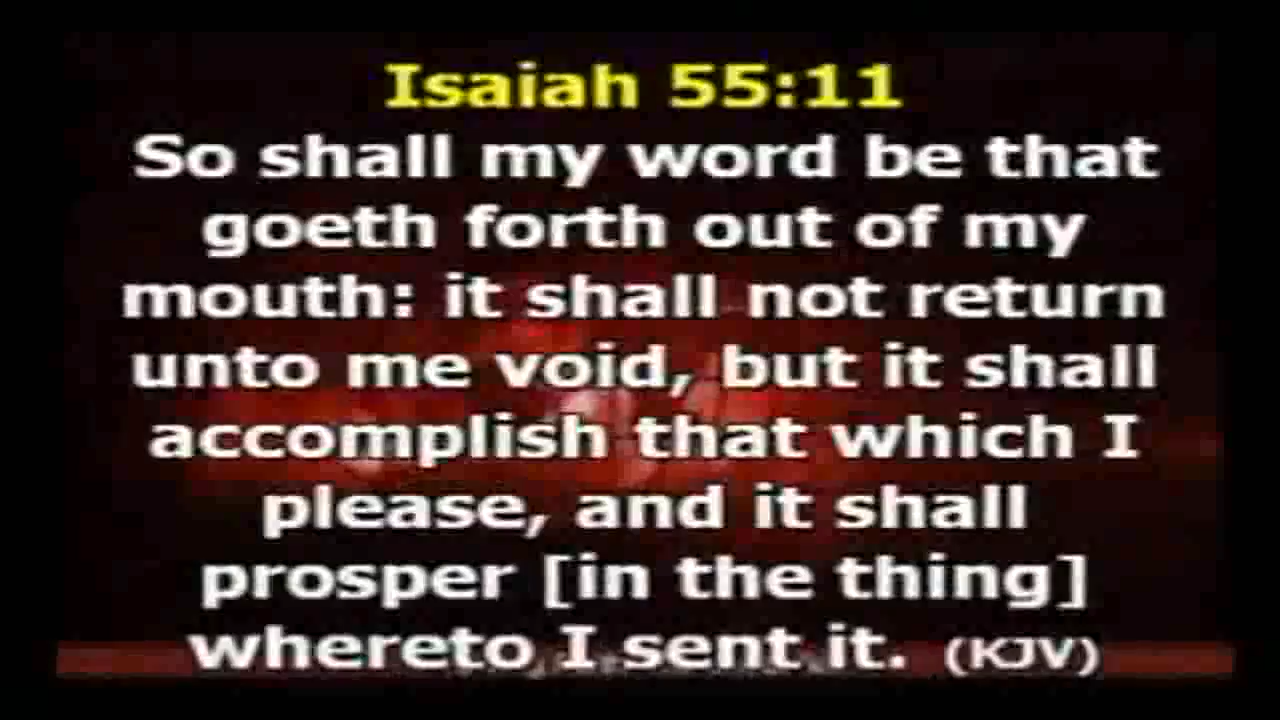 Isaiah 55:11
So shall my word be that
goeth forth out of my
mouth: it shall not return
unto me void, but it shall
accomplish that which I
please, and it shall
prosper [in the thing]
whereto I sent it. (KJV)